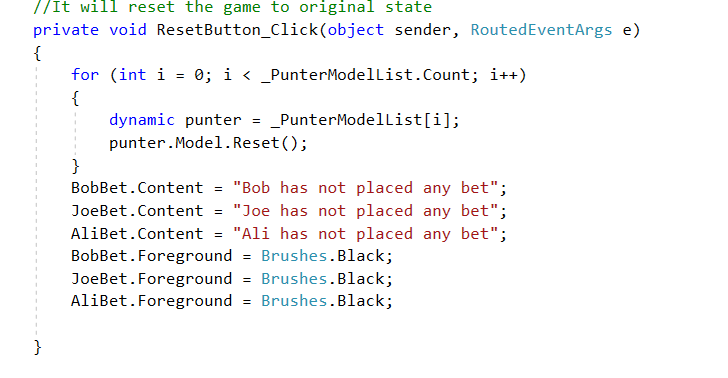 //It will reset the game to original state
private void ResetButton_Click(object sender, RoutedEventArgs e)
{
for (int i = 0; i < _PunterModelList.Count; i++)
{
dynamic punter = _PunterModelList[i];
punter.Model.Reset();
}
BobBet.Content = "Bob has not placed any bet";
JoeBet.Content = "Joe has not placed any bet";
AliBet.Content = "Ali has not placed any bet";
BobBet.Foreground = Brushes.Black;
JoeBet.Foreground = Brushes.Black;
AliBet.Foreground = Brushes.Black;
}